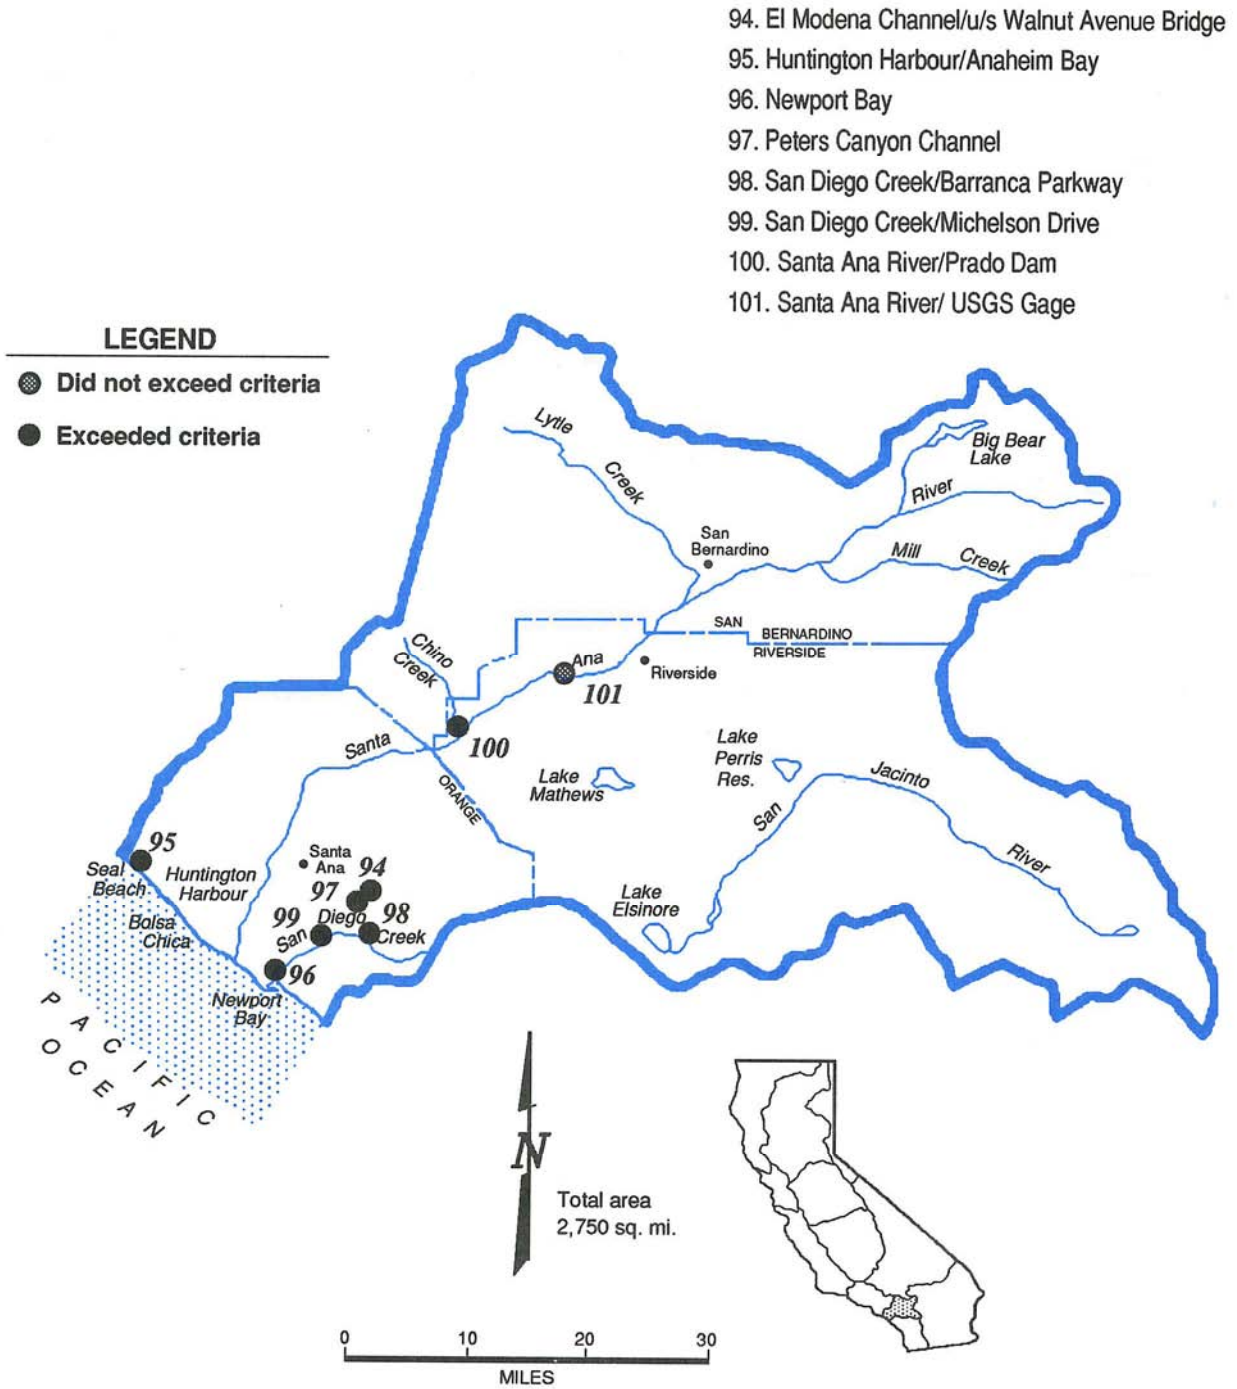 94. El Modena Channel/u/s Walnut Avenue Bridge
95. Huntington Harbour/Anaheim Bay
96. Newport Bay
97. Peters Canyon Channel
98. San Diego Creek/Barranca Parkway
99. San Diego Creek/Michelson Drive
100. Santa Ana River/Prado Dam
101. Santa Ana River/ USGS Gage
LEGEND
Did not exceed criteria
Exceeded criteria
Lytle
Creek
Big Bear
Lake
River
San
Bernardino
Mill Creek
SAN BERNARDINO
RIVERSIDE
Chino
Creek
Ana
101
Riverside
100
Santa
Lake
Mathews
Lake
Perris
Res.
ORANGE
San
Jacinto
River
95
Seal
Beach
Huntington
Harbour
Santa
Ana
94
97
Diego
98
Creek
99
San
96
Bolsa
Chica
Newport
Bay
Lake
Elsinore
PACIFIC
OCEAN
N
Total area
2,750 sq. mi.
0 10 20 30
MILES